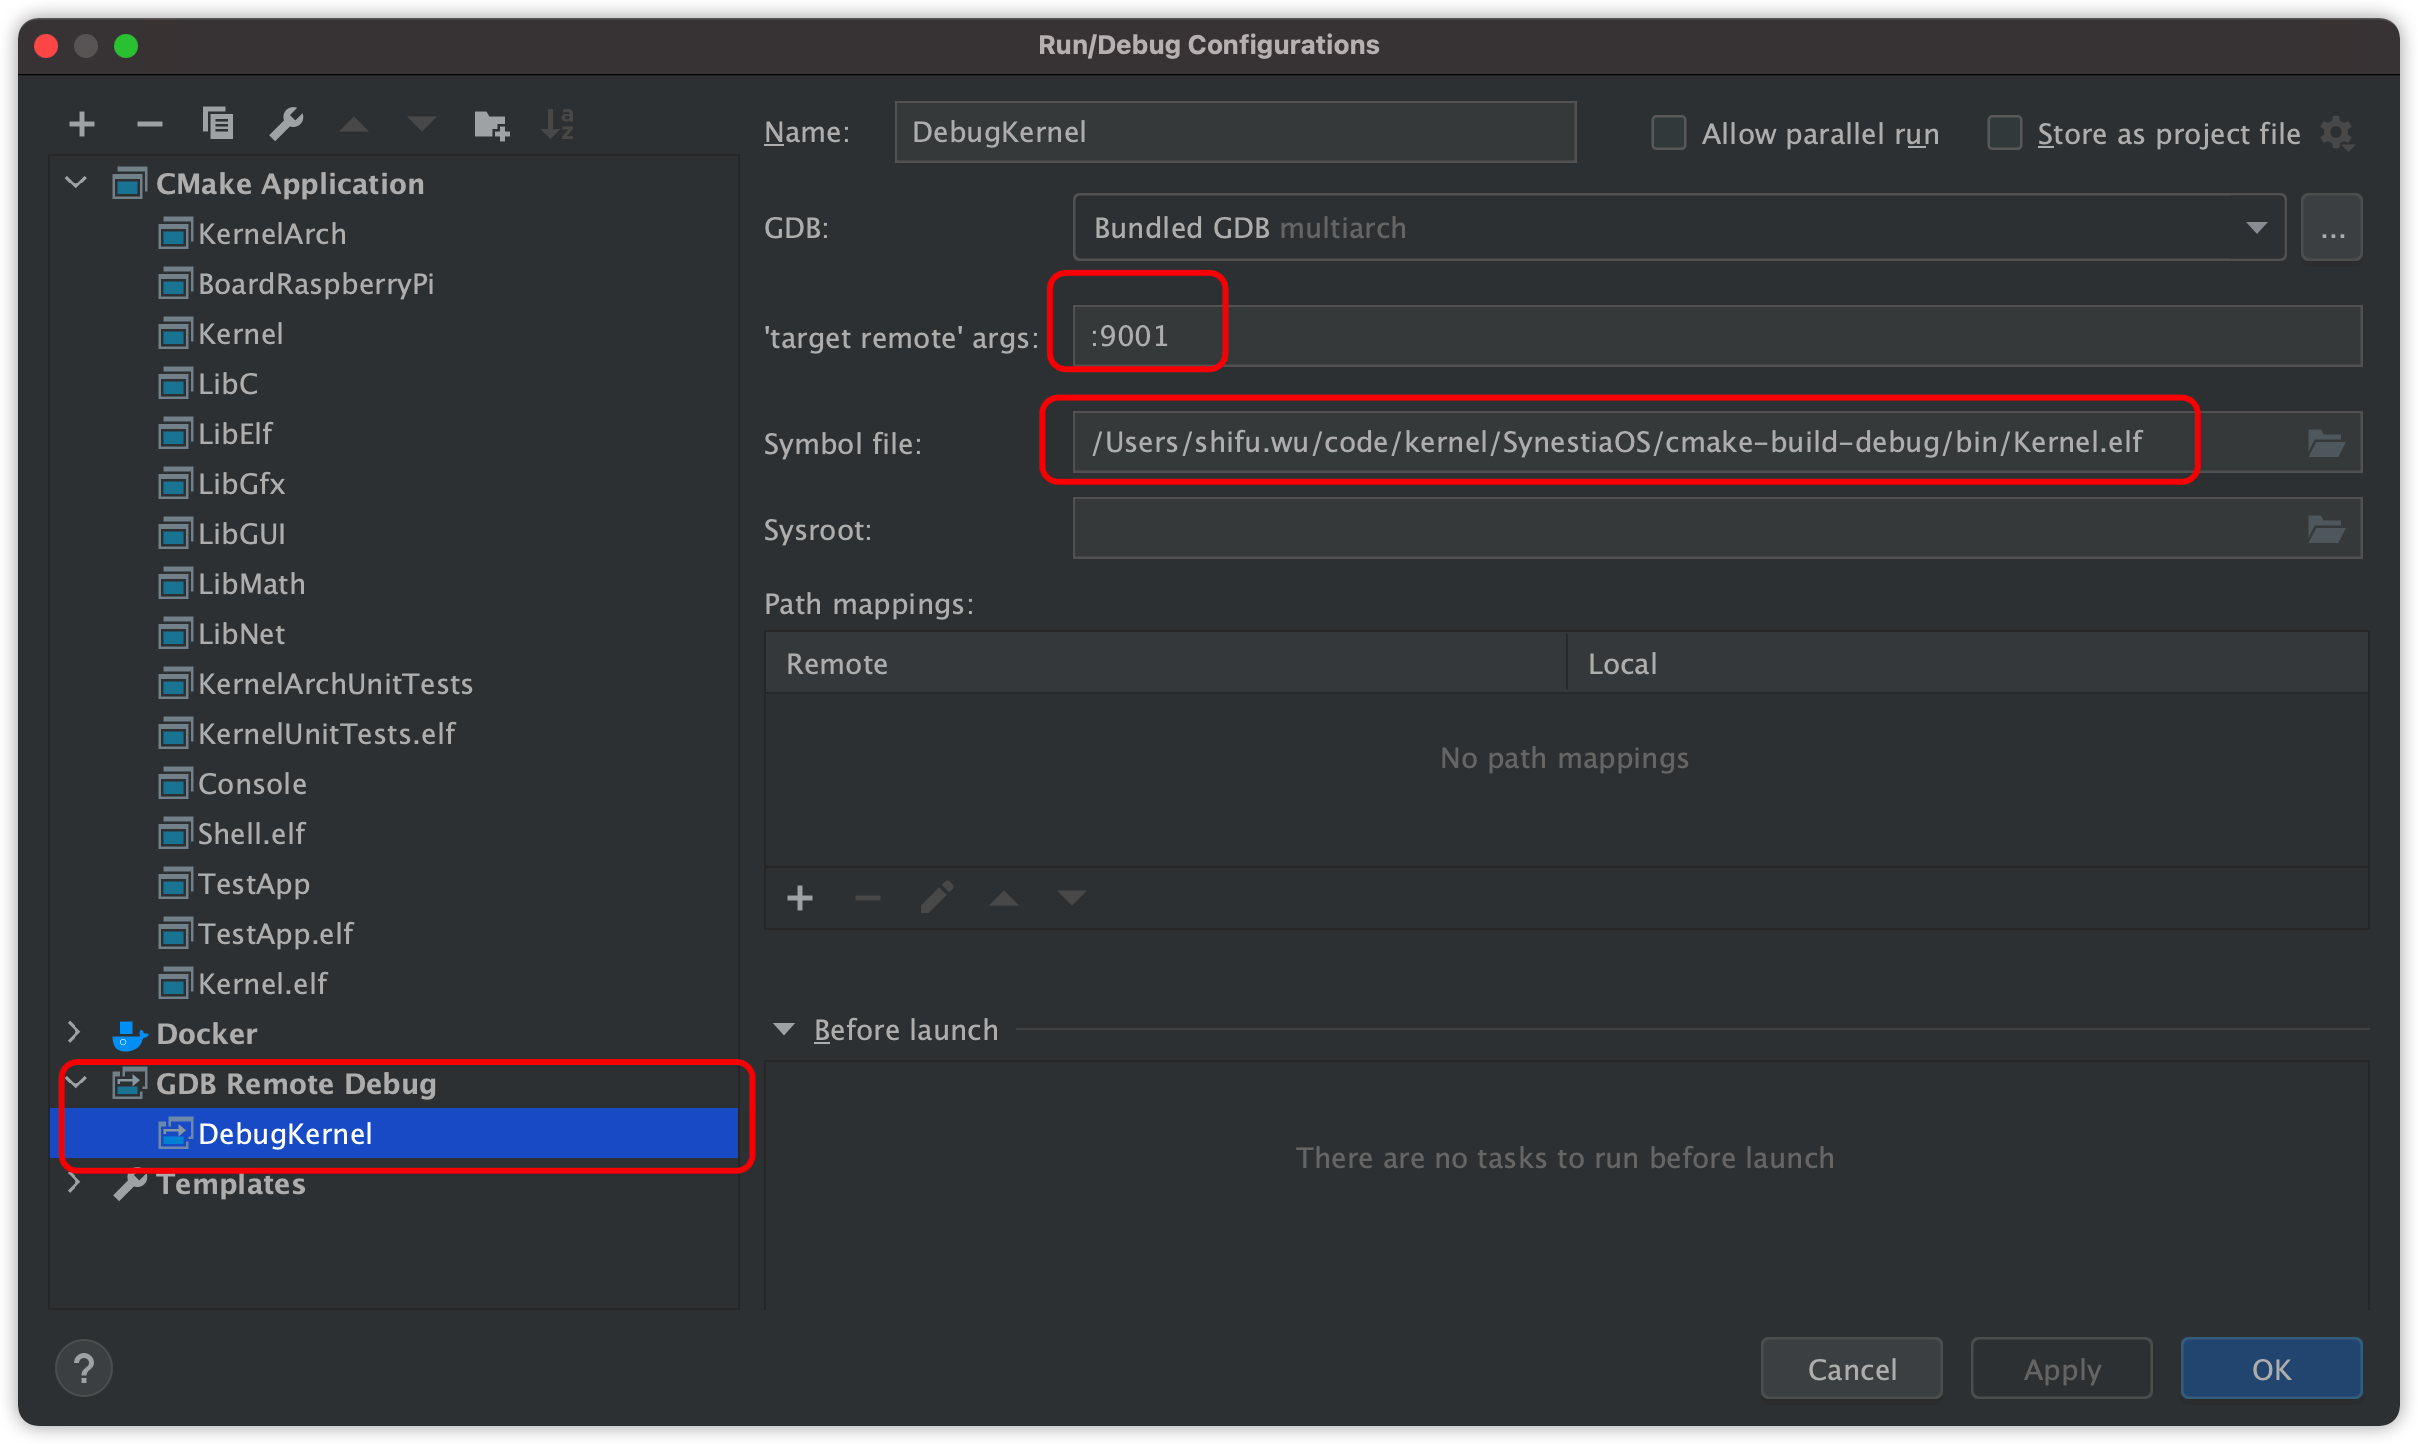 Run/Debug Configurations
CMake Application
KernelArch
BoardRaspberryPi
Kernel
LibC
LibElf
LibGfx
LibGUI
LibMath
LibNet
KernelArchUnitTests
KernelUnitTests.elf
Console
Shell.elf
TestApp
TestApp.elf
Kernel.elf
Docker
GDB Remote Debug
DebugKernel
Templates
Name: DebugKernel Allow parallel run Store as project file
GDB: Bundled GDB multiarch ...
'target remote' args: :9001
Symbol file: /Users/shifu.wu/code/kernel/SynestiaOS/cmake-build-debug/bin/Kernel.elf
Sysroot:
Path mappings:
Remote Local
No path mappings
Before launch
There are no tasks to run before launch
? Cancel Apply OK